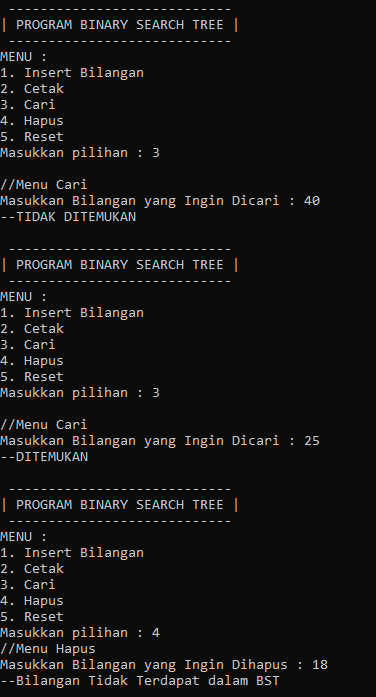 ----------------------------
| PROGRAM BINARY SEARCH TREE |
----------------------------
MENU :
1. Insert Bilangan
2. Cetak
3. Cari
4. Hapus
5. Reset
Masukkan pilihan : 3
//Menu Cari
Masukkan Bilangan yang Ingin Dicari : 40
--TIDAK DITEMUKAN
----------------------------
| PROGRAM BINARY SEARCH TREE |
----------------------------
MENU :
1. Insert Bilangan
2. Cetak
3. Cari
4. Hapus
5. Reset
Masukkan pilihan : 3
//Menu Cari
Masukkan Bilangan yang Ingin Dicari : 25
--DITEMUKAN
----------------------------
| PROGRAM BINARY SEARCH TREE |
----------------------------
MENU :
1. Insert Bilangan
2. Cetak
3. Cari
4. Hapus
5. Reset
Masukkan pilihan : 4
//Menu Hapus
Masukkan Bilangan yang Ingin Dihapus : 18
--Bilangan Tidak Terdapat dalam BST